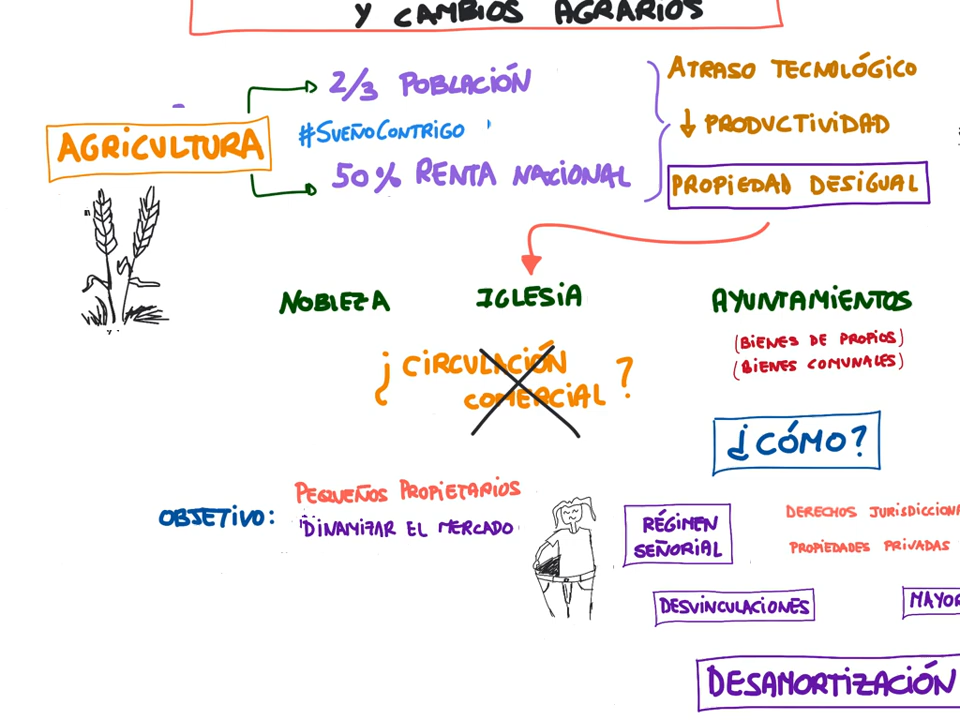 Y CAMBIOS AGRARIOS
2/3 POBLACIÓN
ATRASO TECNOLÓGICO
#SUEÑOCONTRIGO
↓ PRODUCTIVIDAD
AGRICULTURA
50% RENTA NACIONAL
PROPIEDAD DESIGUAL
NOBLEZA
IGLESIA
AYUNTAMIENTOS
(BIENES DE PROPIOS)
(BIENES COMUNALES)
¿CIRCULACIÓN
COMERCIAL?
¿CÓMO?
OBJETIVO:
PEQUEÑOS PROPIETARIOS
DINAMIZAR EL MERCADO
RÉGIMEN
SEÑORIAL
DERECHOS JURISDICCIONA
PROPIEDADES PRIVADAS
DESVINCULACIONES
MAYOR
DESAMORTIZACIÓN